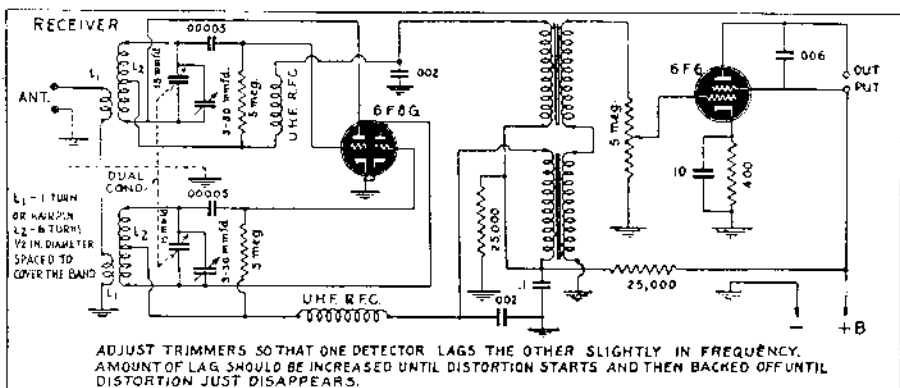 RECEIVER
.00005
L1
L2
15 mmfd.
3-30 mmfd.
5 meg.
U.H.F. R.F.C.
.002
6F8G
ANT.
DUAL
COND.
.00005
L1 - 1 TURN
OR HAIRPIN
L2 - 6 TURNS
1/2 IN. DIAMETER
SPACED TO
COVER THE BAND
L2
L1
15 mmfd.
3-30 mmfd.
5 meg.
U.H.F. R.F.C.
.002
.1
25,000
.5 meg.
6F6
.006
OUT
PUT
10
400
25,000
-
+B
ADJUST TRIMMERS SO THAT ONE DETECTOR LAGS THE OTHER SLIGHTLY IN FREQUENCY.
AMOUNT OF LAG SHOULD BE INCREASED UNTIL DISTORTION STARTS AND THEN BACKED OFF UNTIL
DISTORTION JUST DISAPPEARS.